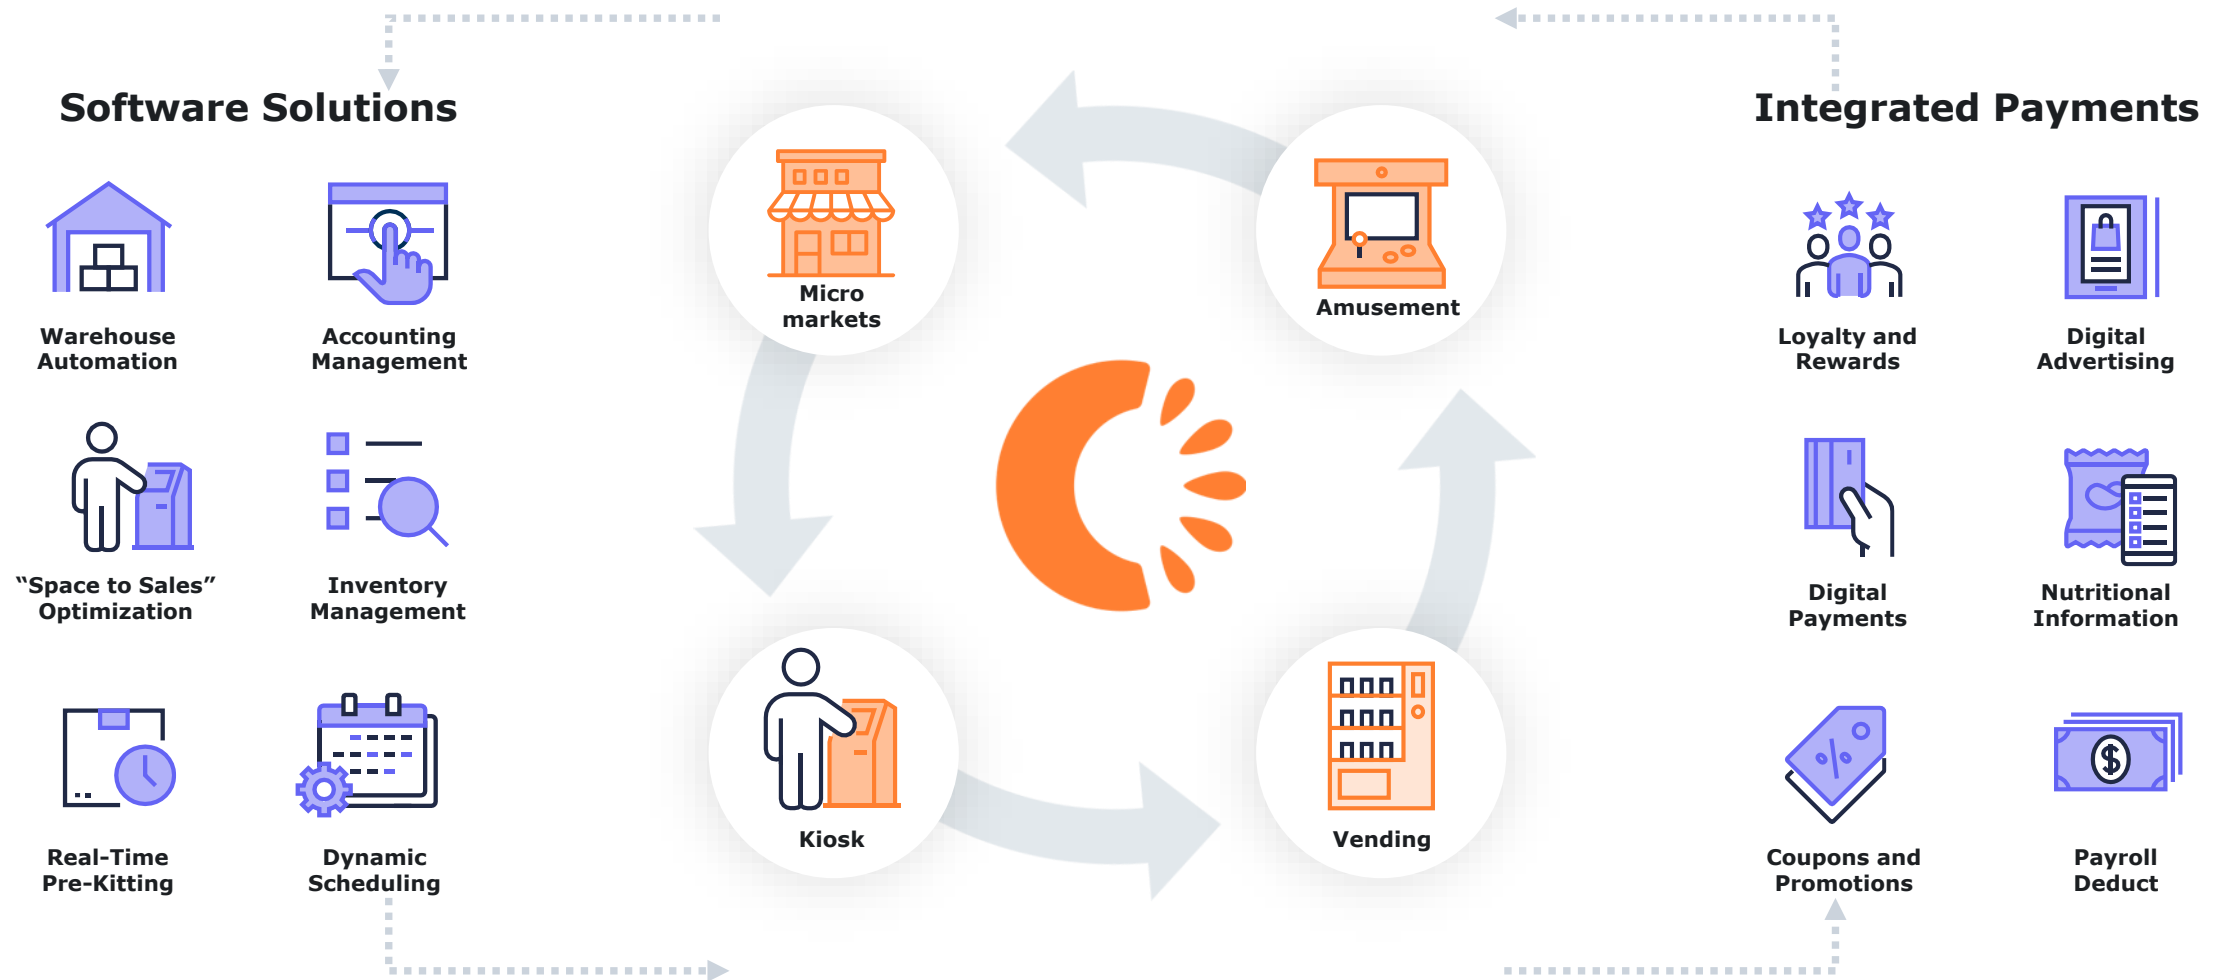 Software Solutions
Warehouse
Automation
Accounting
Management
“Space to Sales”
Optimization
Inventory
Management
Real-Time
Pre-Kitting
Dynamic
Scheduling
Micro
markets
Amusement
Kiosk
Vending
Integrated Payments
Loyalty and
Rewards
Digital
Advertising
Digital
Payments
Nutritional
Information
Coupons and
Promotions
Payroll
Deduct